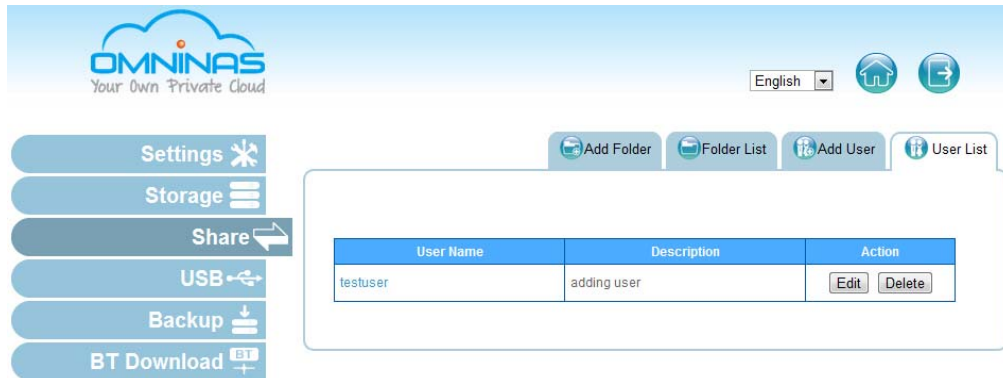 OMNINAS
Your Own Private Cloud
English
Settings
Storage
Share
USB
Backup
BT Download BT
Add Folder
Folder List
Add User
User List
User Name Description Action
testuser adding user Edit Delete